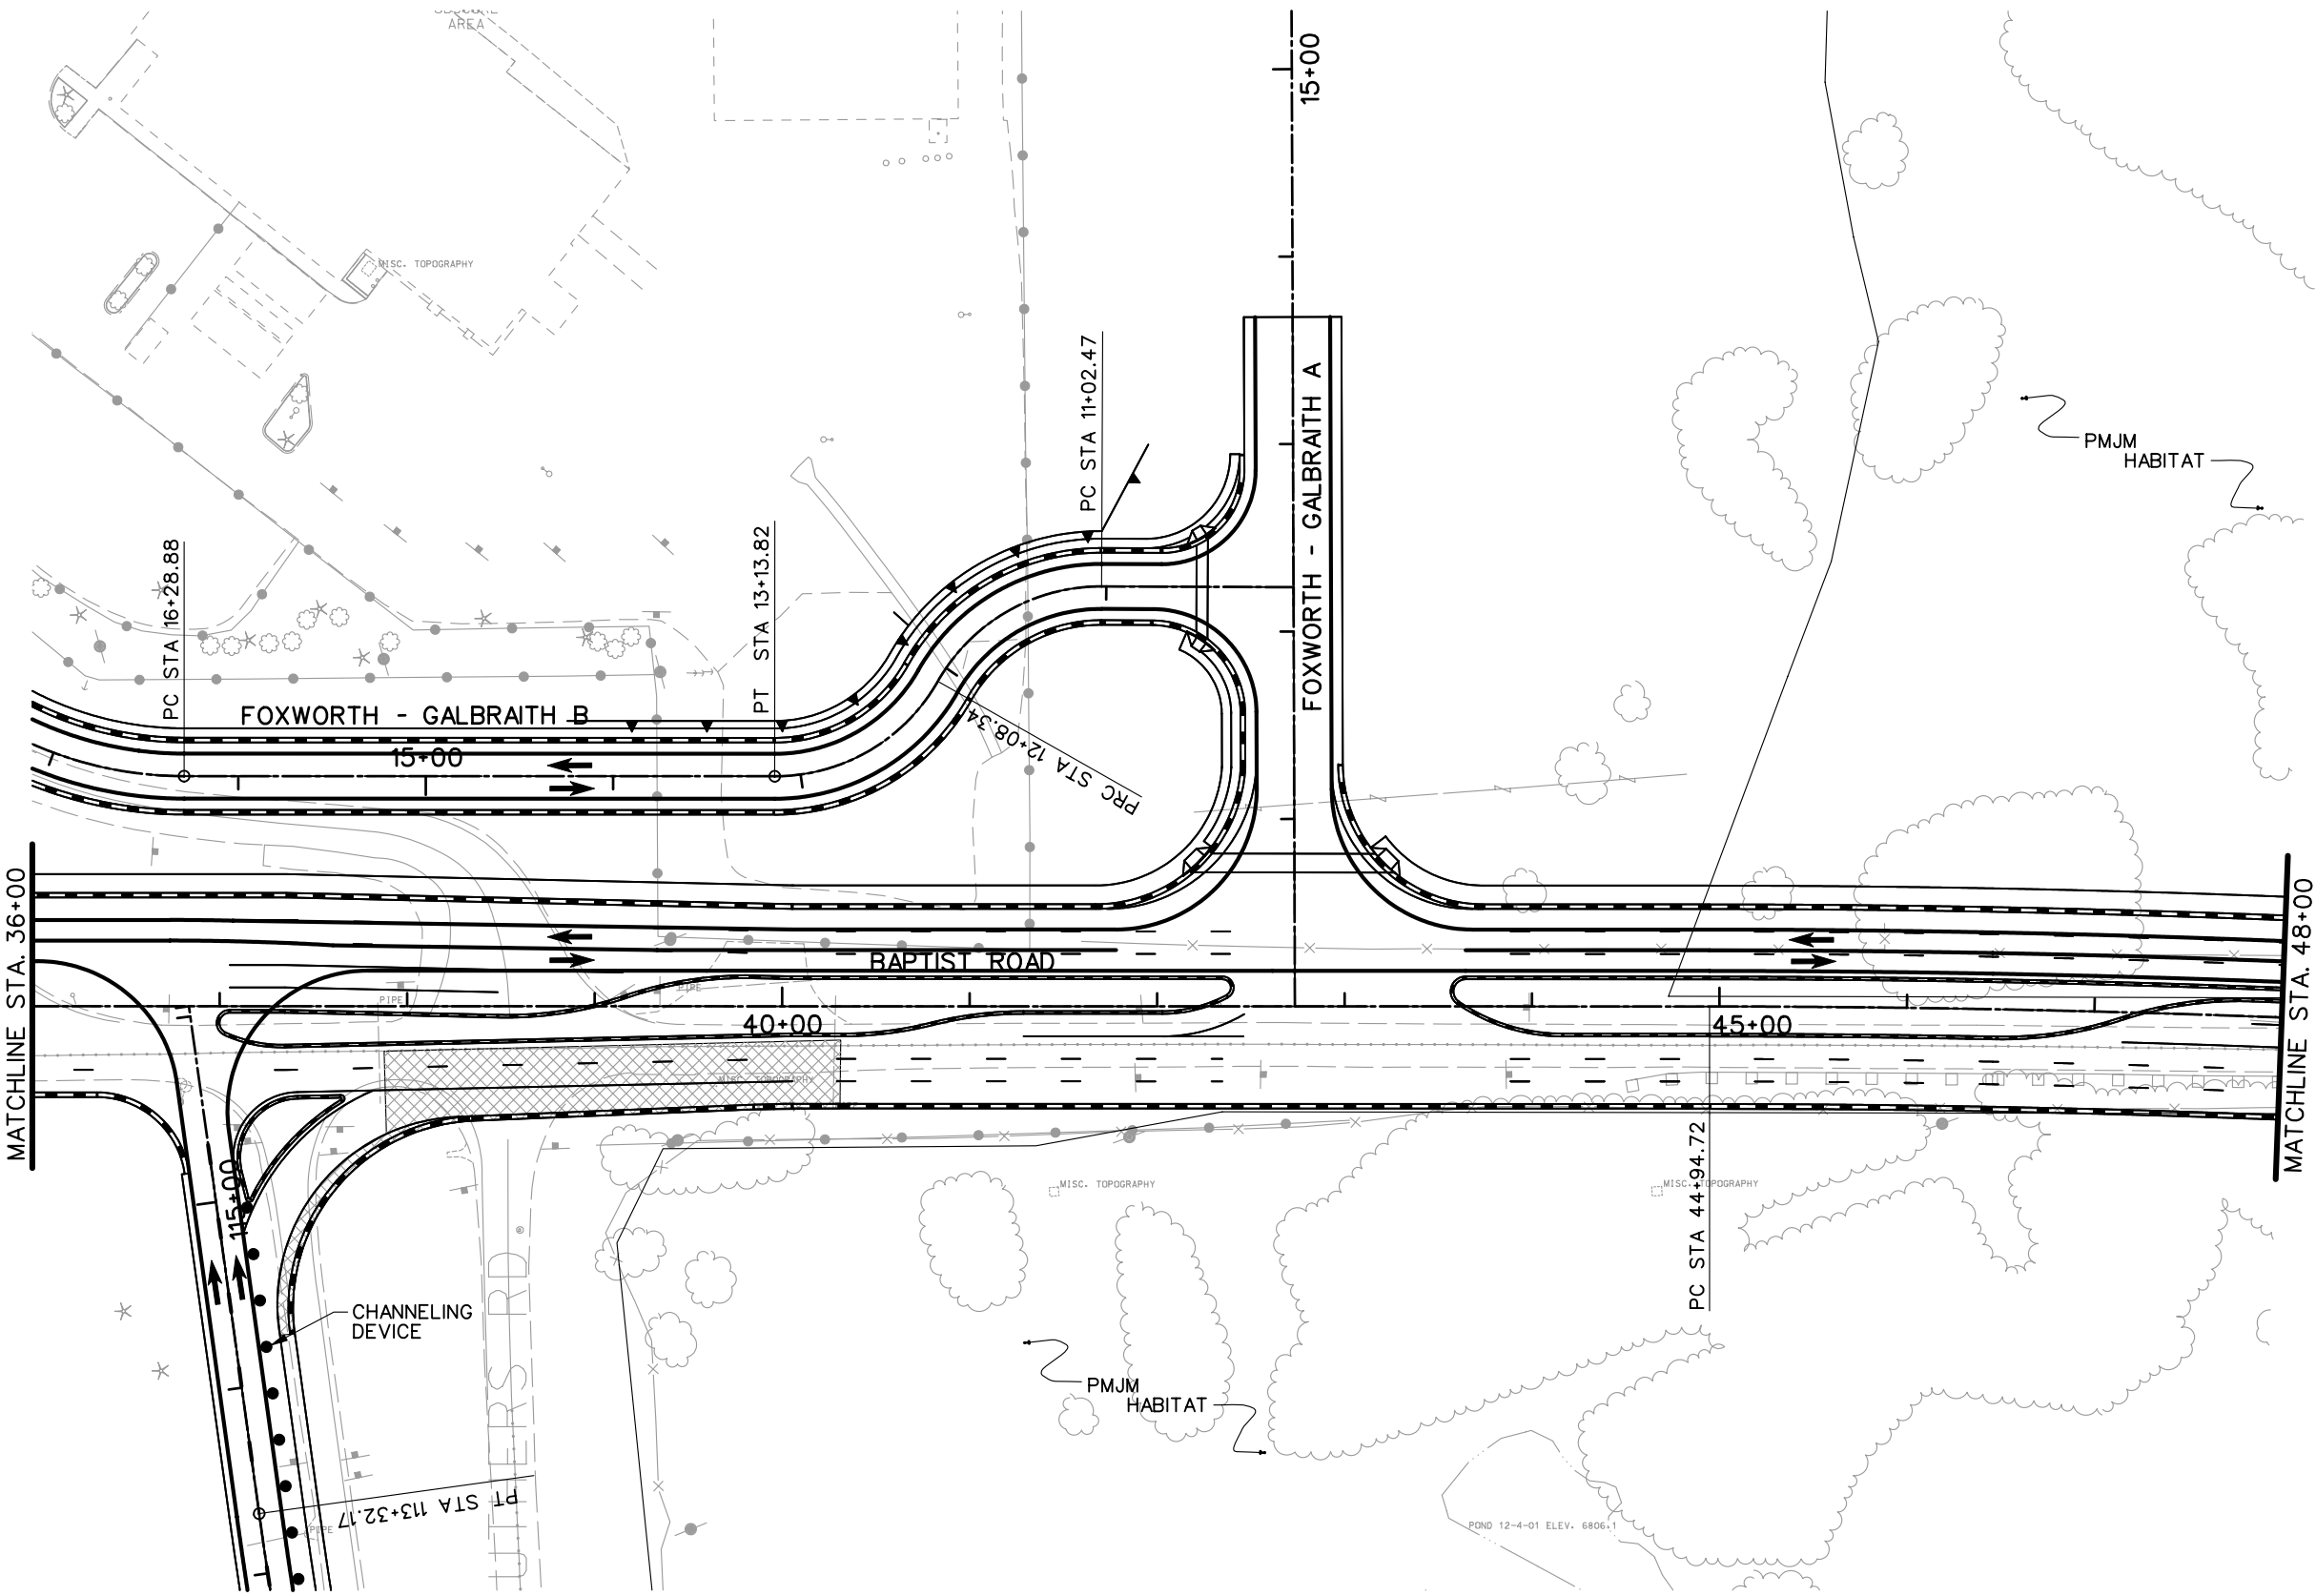 AREA
15+00
MISC. TOPOGRAPHY
PC STA 11+02.47
FOXWORTH - GALBRAITH A
PMJM
HABITAT
PC STA 16+28.88
PT STA 13+13.82
FOXWORTH - GALBRAITH B
15+00
PRC STA 12+08.34
MATCHLINE STA. 36+00
MATCHLINE STA. 48+00
BAPTIST ROAD
PIPE
PIPE
40+00
45+00
MISC. TOPOGRAPHY
115+00
MISC. TOPOGRAPHY
MISC. TOPOGRAPHY
PC STA 44+94.72
CHANNELING
DEVICE
RD
PMJM
HABITAT
PT STA 113+32.17
PIPE
POND 12-4-01 ELEV. 6806.1